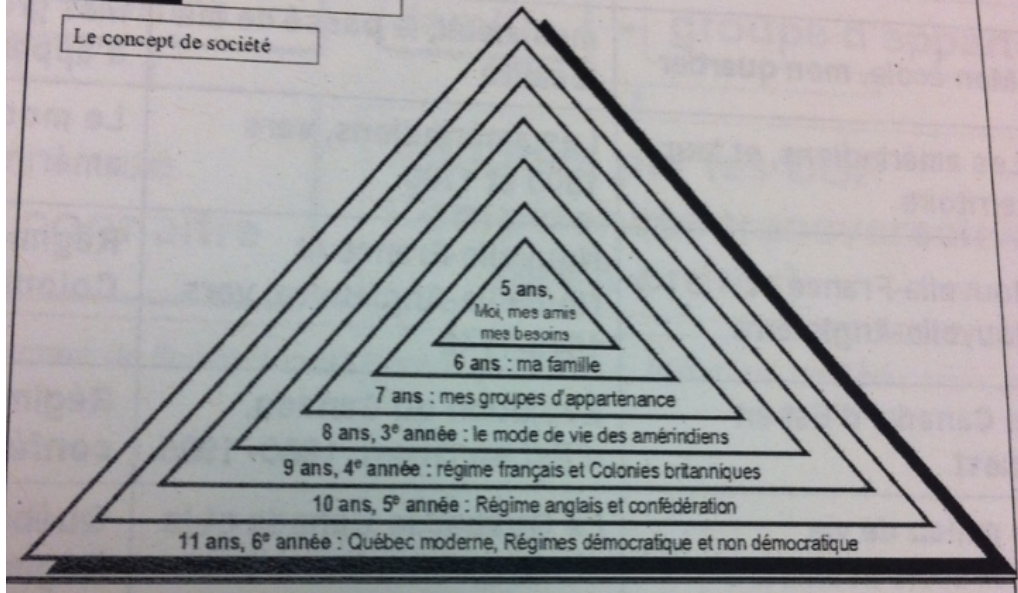 Le concept de société
5 ans,
Moi, mes amis
mes besoins
6 ans : ma famille
7 ans : mes groupes d'appartenance
8 ans, 3e année : le mode de vie des amérindiens
9 ans, 4e année : régime français et Colonies britanniques
10 ans, 5e année : Régime anglais et confédération
11 ans, 6e année : Québec moderne, Régimes démocratique et non démocratique